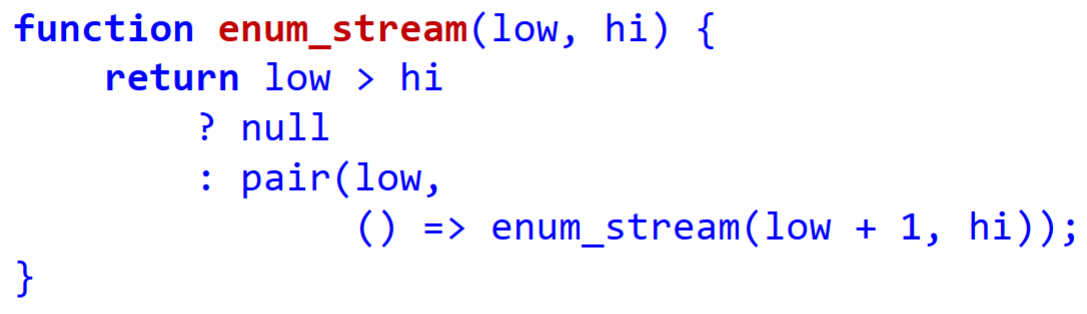 function enum_stream(low, hi) {
    return low > hi
        ? null
        : pair(low,
               () => enum_stream(low + 1, hi));
}